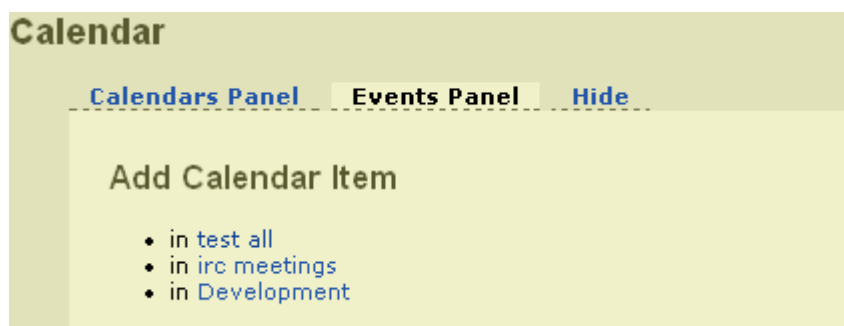 Calendar
Calendars Panel Events Panel Hide
Add Calendar Item
• in test all
• in irc meetings
• in Development